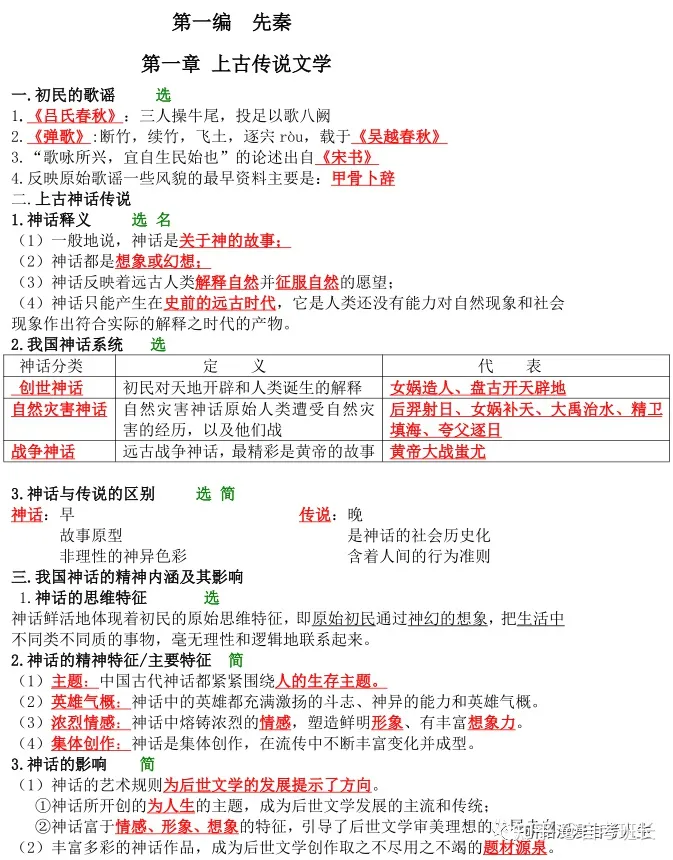 第一编 先秦
第一章 上古传说文学
一.初民的歌谣 选
1.《吕氏春秋》：三人操牛尾，投足以歌八阕
2.《弹歌》:断竹，续竹，飞土，逐宍 ròu，载于《吴越春秋》
3.“歌咏所兴，宜自生民始也”的论述出自《宋书》
4.反映原始歌谣一些风貌的最早资料主要是：甲骨卜辞
二.上古神话传说
1.神话释义 选 名
（1）一般地说，神话是关于神的故事；
（2）神话都是想象或幻想；
（3）神话反映着远古人类解释自然并征服自然的愿望；
（4）神话只能产生在史前的远古时代，它是人类还没有能力对自然现象和社会
现象作出符合实际的解释之时代的产物。
2.我国神话系统 选
神话分类 定 义 代 表
创世神话 初民对天地开辟和人类诞生的解释 女娲造人、盘古开天辟地
自然灾害神话 自然灾害神话原始人类遭受自然灾 后羿射日、女娲补天、大禹治水、精卫
害的经历，以及他们战 填海、夸父逐日
战争神话 远古战争神话，最精彩是黄帝的故事 黄帝大战蚩尤
3.神话与传说的区别 选 简
神话：早 传说：晚
故事原型 是神话的社会历史化
非理性的神异色彩 含着人间的行为准则
三.我国神话的精神内涵及其影响
1.神话的思维特征 选
神话鲜活地体现着初民的原始思维特征，即原始初民通过神幻的想象，把生活中
不同类不同质的事物，毫无理性和逻辑地联系起来。
2.神话的精神特征/主要特征 简
（1）主题：中国古代神话都紧紧围绕人的生存主题。
（2）英雄气概：神话中的英雄都充满激扬的斗志、神异的能力和英雄气概。
（3）浓烈情感：神话中熔铸浓烈的情感，塑造鲜明形象、有丰富想象力。
（4）集体创作：神话是集体创作，在流传中不断丰富变化并成型。
3.神话的影响 简
（1）神话的艺术规则为后世文学的发展提示了方向。
①神话所开创的为人生的主题，成为后世文学发展的主流和传统；
②神话富于情感、形象、想象的特征，引导了后世文学审美理想的
（2）丰富多彩的神话作品，成为后世文学创作取之不尽用之不竭的题材源泉。